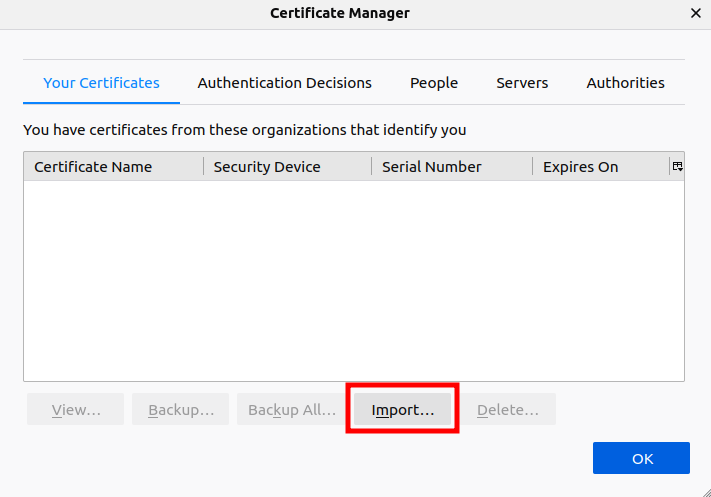 Certificate Manager
Your Certificates Authentication Decisions People Servers Authorities
You have certificates from these organizations that identify you
Certificate Name Security Device Serial Number Expires On
View… Backup… Backup All… Import… Delete…
OK